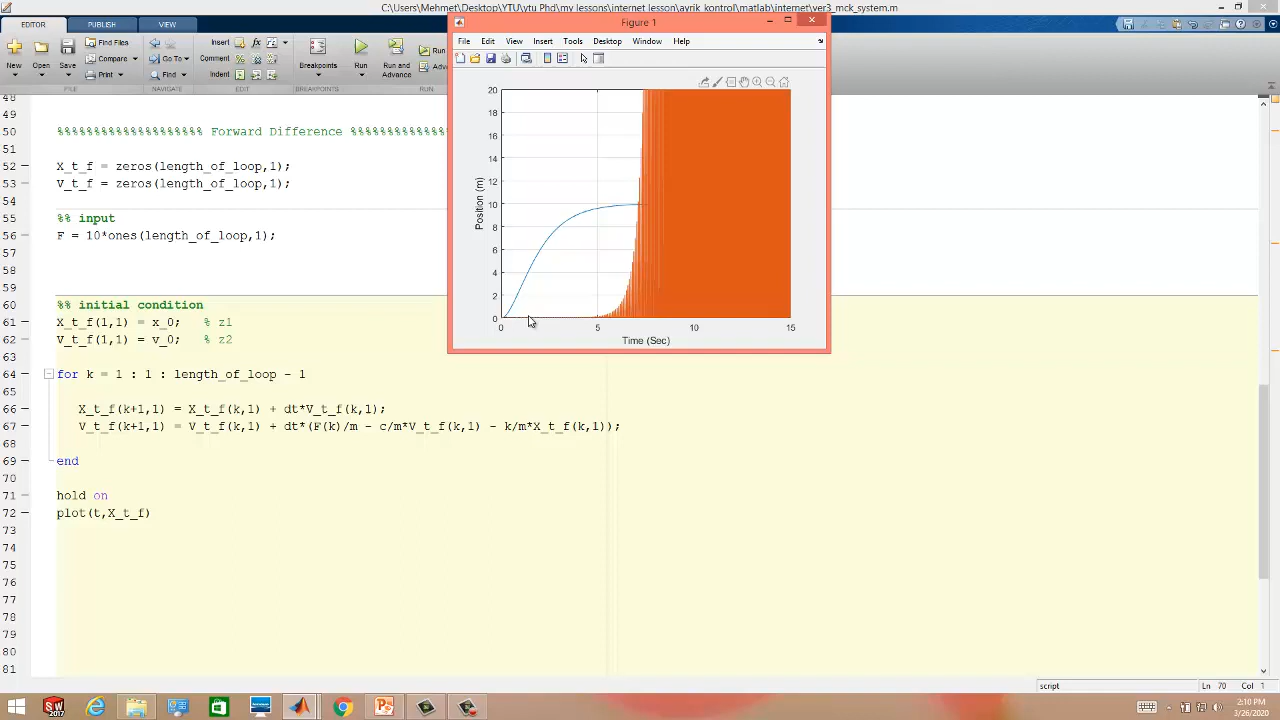 C:\Users\Mehmet\Desktop\YTU\ytu Phd\my lessons\internet lesson\ayrik_kontrol\matlab\internet\ver3_mck_system.m
EDITOR PUBLISH VIEW
New Open Save Find Files Compare Print Go To Find Insert Comment Indent Breakpoints Run Run and Advance Run
FILE NAVIGATE EDIT BREAKPOINTS RUN
Figure 1
File Edit View Insert Tools Desktop Window Help
20
18
16
14
12
10
8
6
4
2
0
0 5 10 15
Position (m)
Time (Sec)
48
49
50 %%%%%%%%%%%%%%%%%%%% Forward Difference %%%%%%%%%%%%%
51
52 X_t_f = zeros(length_of_loop,1);
53 V_t_f = zeros(length_of_loop,1);
54
55 %% input
56 F = 10*ones(length_of_loop,1);
57
58
59
60 %% initial condition
61 X_t_f(1,1) = x_0; % z1
62 V_t_f(1,1) = v_0; % z2
63
64 for k = 1 : 1 : length_of_loop - 1
65
66 X_t_f(k+1,1) = X_t_f(k,1) + dt*V_t_f(k,1);
67 V_t_f(k+1,1) = V_t_f(k,1) + dt*(F(k)/m - c/m*V_t_f(k,1) - k/m*X_t_f(k,1));
68
69 end
70
71 hold on
72 plot(t,X_t_f)
73
74
75
76
77
78
79
80
81
script Ln 70 Col 1
2:10 PM
3/26/2020